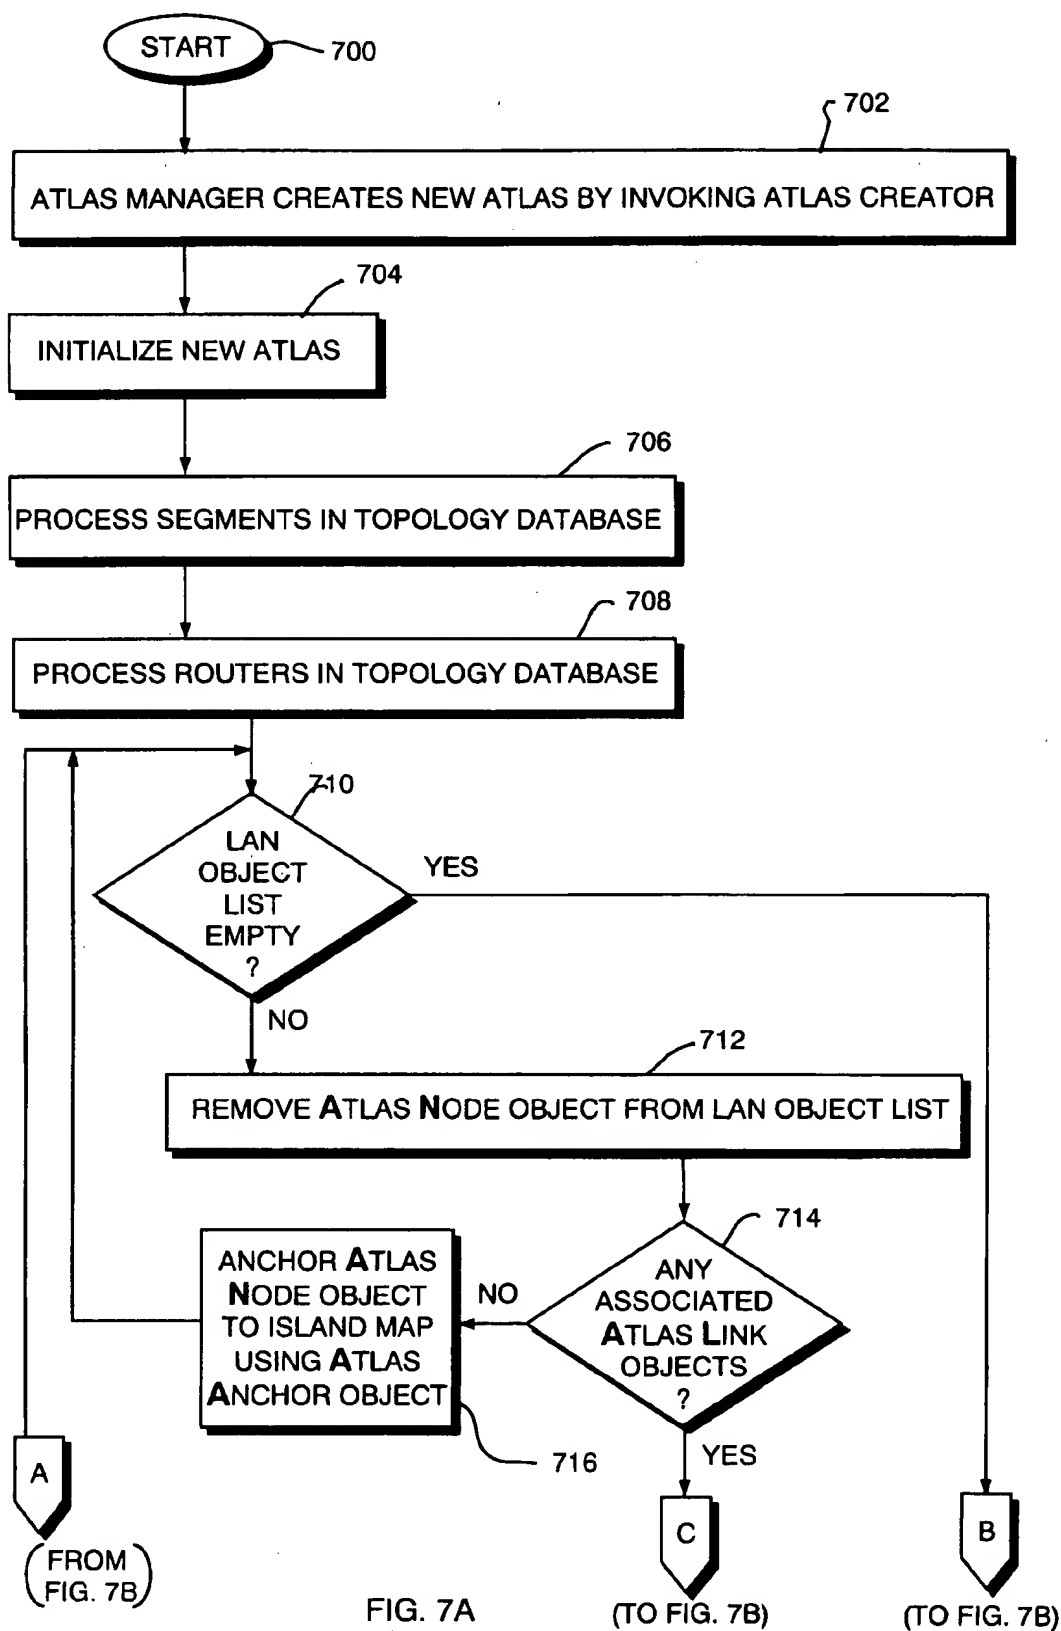 START
700
702
ATLAS MANAGER CREATES NEW ATLAS BY INVOKING ATLAS CREATOR
704
INITIALIZE NEW ATLAS
706
PROCESS SEGMENTS IN TOPOLOGY DATABASE
708
PROCESS ROUTERS IN TOPOLOGY DATABASE
710
LAN
OBJECT
LIST
EMPTY
?
YES
NO
712
REMOVE ATLAS NODE OBJECT FROM LAN OBJECT LIST
714
ANY
ASSOCIATED
ATLAS LINK
OBJECTS
?
NO
ANCHOR ATLAS
NODE OBJECT
TO ISLAND MAP
USING ATLAS
ANCHOR OBJECT
716
YES
A
(FROM
FIG. 7B)
C
(TO FIG. 7B)
B
(TO FIG. 7B)
FIG. 7A